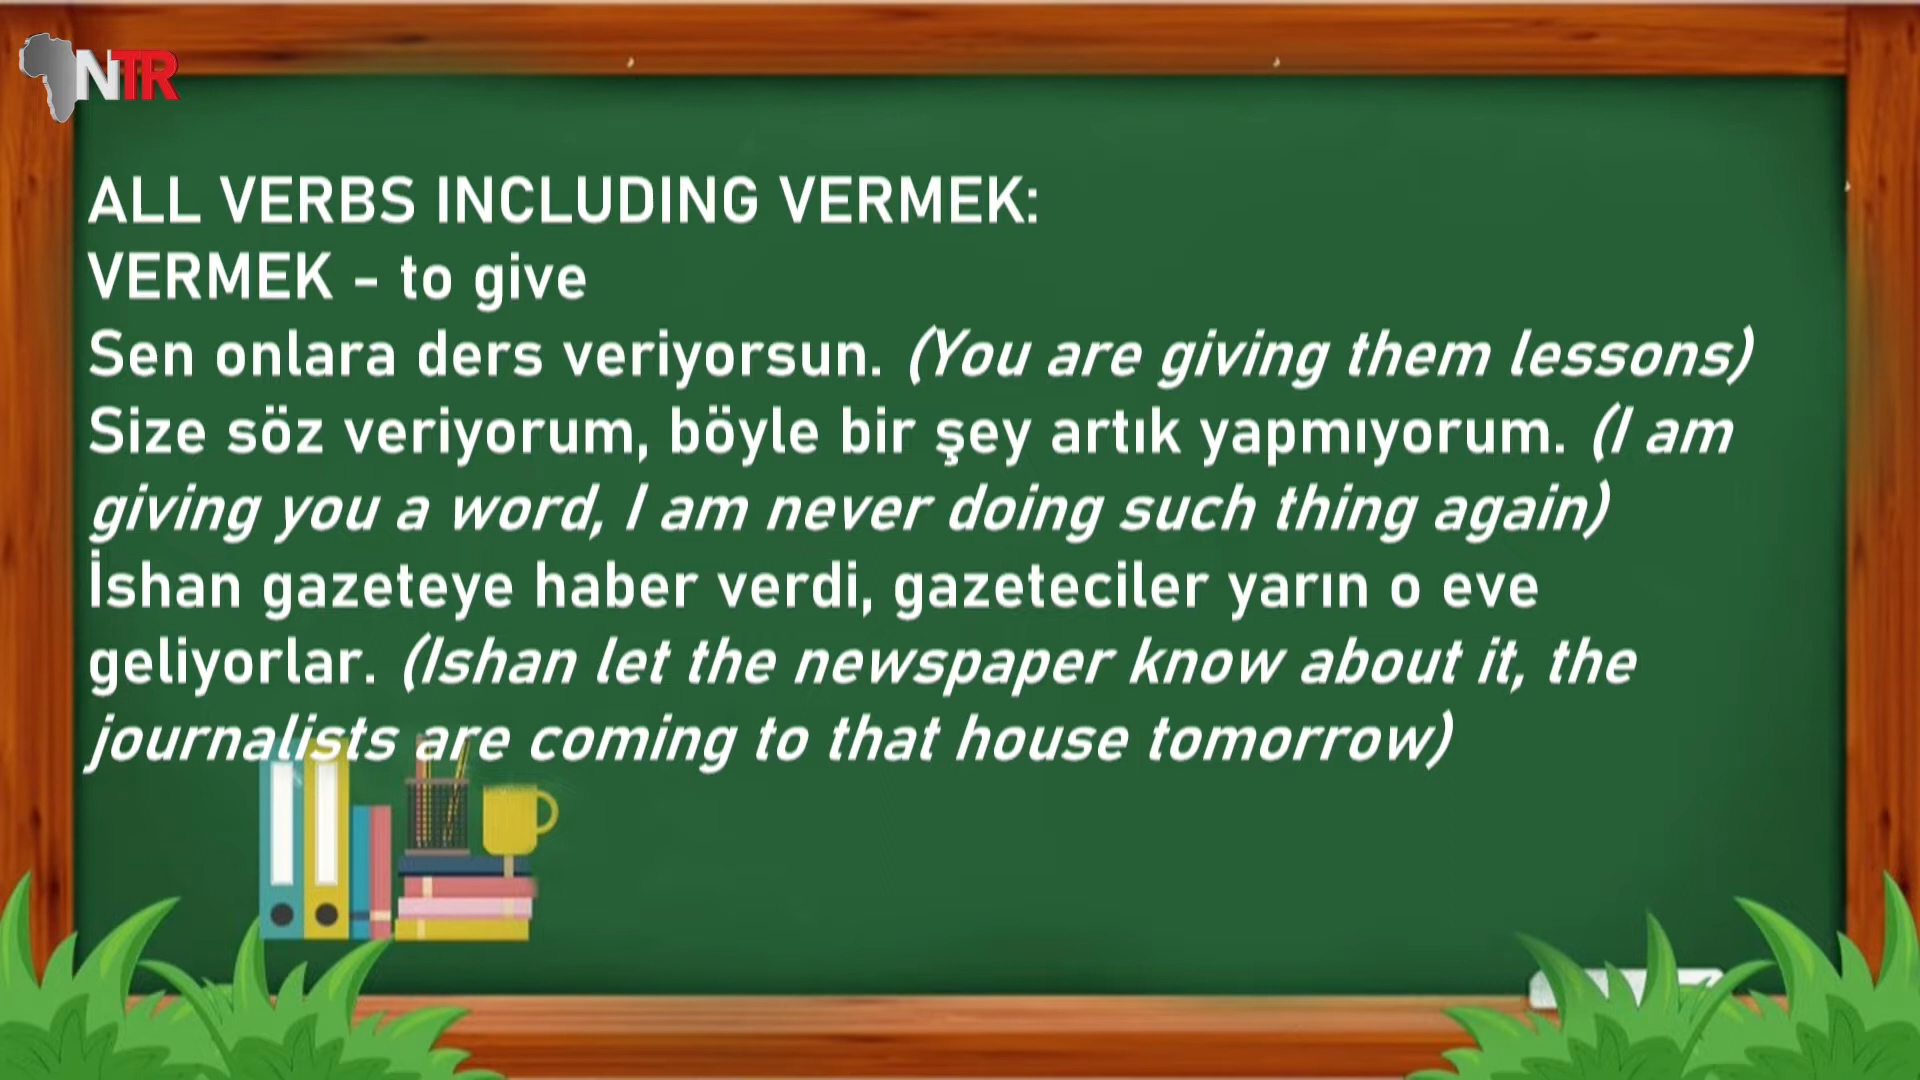 NTR
ALL VERBS INCLUDING VERMEK:
VERMEK - to give
Sen onlara ders veriyorsun. (You are giving them lessons)
Size söz veriyorum, böyle bir şey artık yapmıyorum. (I am
giving you a word, I am never doing such thing again)
İshan gazeteye haber verdi, gazeteciler yarın o eve
geliyorlar. (Ishan let the newspaper know about it, the
journalists are coming to that house tomorrow)